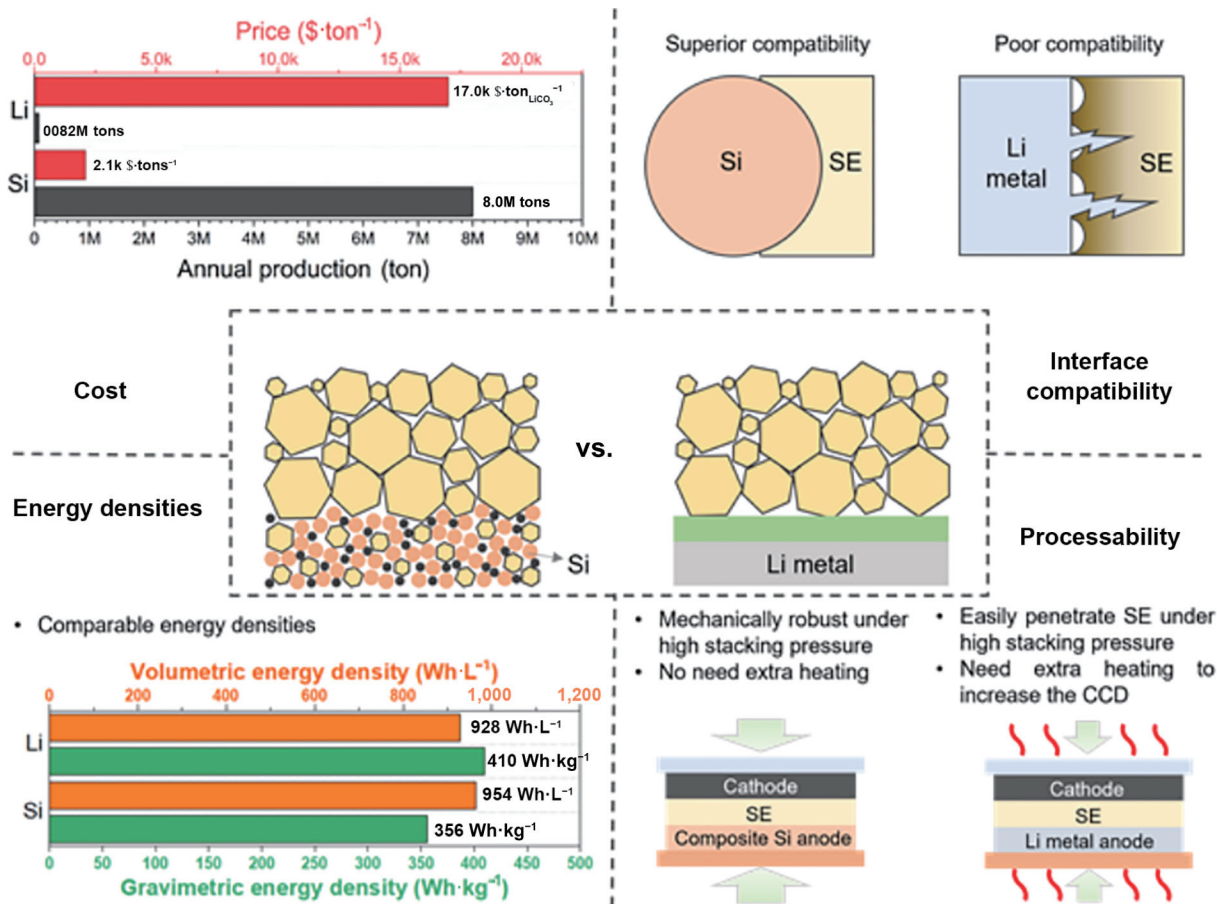 Price ($·ton⁻¹)
0.0 5.0k 10.0k 15.0k 20.0k
Li
17.0k $·ton_LiCO₃⁻¹
0082M tons
Si
2.1k $·tons⁻¹
8.0M tons
0 1M 2M 3M 4M 5M 6M 7M 8M 9M 10M
Annual production (ton)
Superior compatibility
Si
SE
Poor compatibility
Li
metal
SE
Cost
Energy densities
vs.
Si
Li metal
Interface
compatibility
Processability
• Comparable energy densities
Volumetric energy density (Wh·L⁻¹)
0 200 400 600 800 1,000 1,200
Li
928 Wh·L⁻¹
410 Wh·kg⁻¹
Si
954 Wh·L⁻¹
356 Wh·kg⁻¹
0 50 100 150 200 250 300 350 400 450 500
Gravimetric energy density (Wh·kg⁻¹)
• Mechanically robust under
high stacking pressure
• No need extra heating
Cathode
SE
Composite Si anode
• Easily penetrate SE under
high stacking pressure
• Need extra heating to
increase the CCD
Cathode
SE
Li metal anode